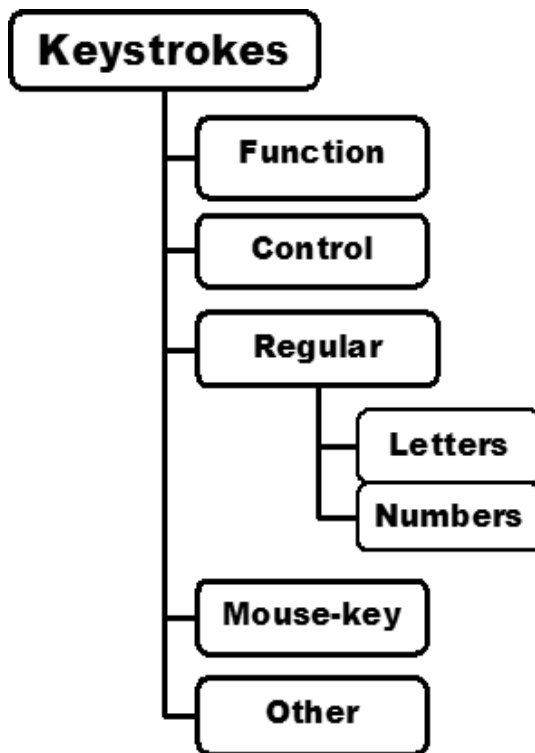 Keystrokes
Function
Control
Regular
Letters
Numbers
Mouse-key
Other